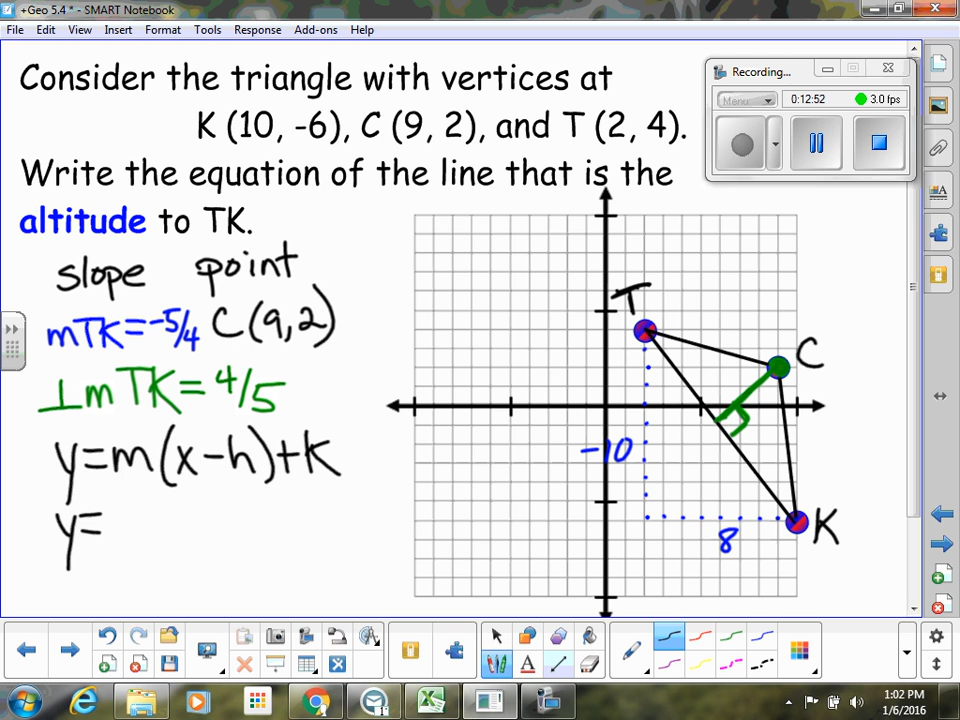 +Geo 5.4 * - SMART Notebook
File Edit View Insert Format Tools Response Add-ons Help
Consider the triangle with vertices at
K (10, -6), C (9, 2), and T (2, 4).
Write the equation of the line that is the
altitude to TK.
Recording...
Menu
0:12:52
3.0 fps
slope point
mTK=-5/4 C(9,2)
⊥mTK=4/5
y=m(x-h)+K
y=
T
C
-10
8
K
A
1:02 PM
1/6/2016